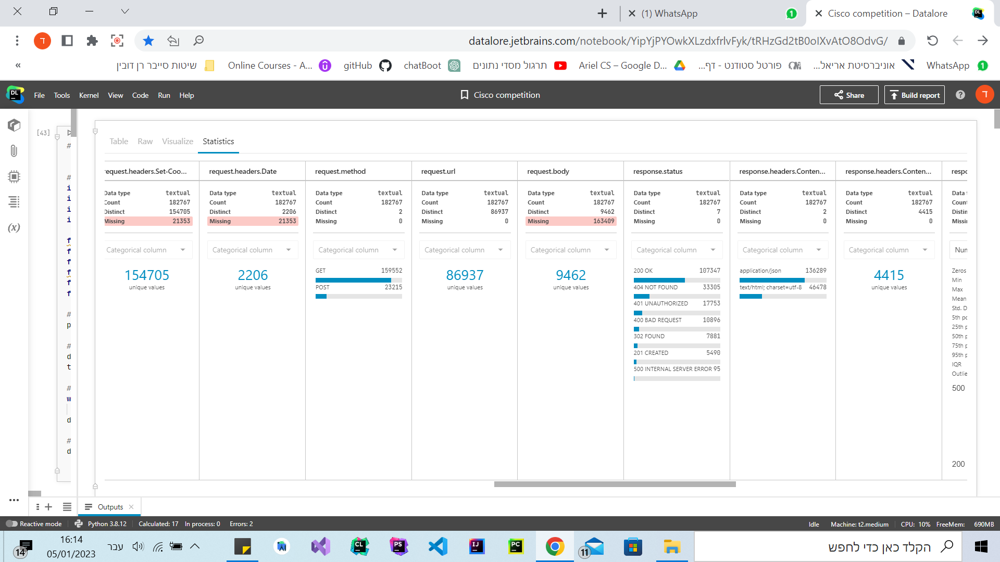 (1) WhatsApp
1
Cisco competition – Datalore
ד
datalore.jetbrains.com/notebook/YipYjPYOwkXLzdxfrlvFyk/tRHzGd2tB0oIXvAtO8OdvG/
«
שיטות סייבר רן דובין
Online Courses - A...
gitHub
chatBoot
תרגול מסדי נתונים
Ariel CS – Google D...
פורטל סטודנט - דף...
אוניברסיטת אריאל...
WhatsApp
1
DL
File
Tools
Kernel
View
Code
Run
Help
Cisco competition
Share
Build report
?
ד
[43]
Table
Raw
Visualize
Statistics
request.headers.Set-Coo...
request.headers.Date
request.method
request.url
request.body
response.status
response.headers.Conten...
response.headers.Conten...
Data type textual
Count 182767
Distinct 154705
Missing 21353
Categorical column
154705
unique values
Data type textual
Count 182767
Distinct 2206
Missing 21353
Categorical column
2206
unique values
Data type textual
Count 182767
Distinct 2
Missing 0
Categorical column
GET 159552
POST 23215
Data type textual
Count 182767
Distinct 86937
Missing 0
Categorical column
86937
unique values
Data type textual
Count 182767
Distinct 9462
Missing 163409
Categorical column
9462
unique values
Data type textual
Count 182767
Distinct 7
Missing 0
Categorical column
200 OK 107347
404 NOT FOUND 33305
401 UNAUTHORIZED 17753
400 BAD REQUEST 10896
302 FOUND 7881
201 CREATED 5490
500 INTERNAL SERVER ERROR 95
Data type textual
Count 182767
Distinct 2
Missing 0
Categorical column
application/json 136289
text/html; charset=utf-8 46478
Data type textual
Count 182767
Distinct 4415
Missing 0
Categorical column
4415
unique values
Zeros
Min
Max
Mean
Std. D
5th pc
25th p
50th p
75th p
95th p
IQR
Outlie
500
200
(x)
Outputs
Reactive mode
Python 3.8.12
Calculated: 17
In process: 0
Errors: 2
Idle
Machine: t2.medium
CPU: 10%
FreeMem: 690MB
14
16:14
05/01/2023
עבר
CL
PS
IJ
PC
11
הקלד כאן כדי לחפש